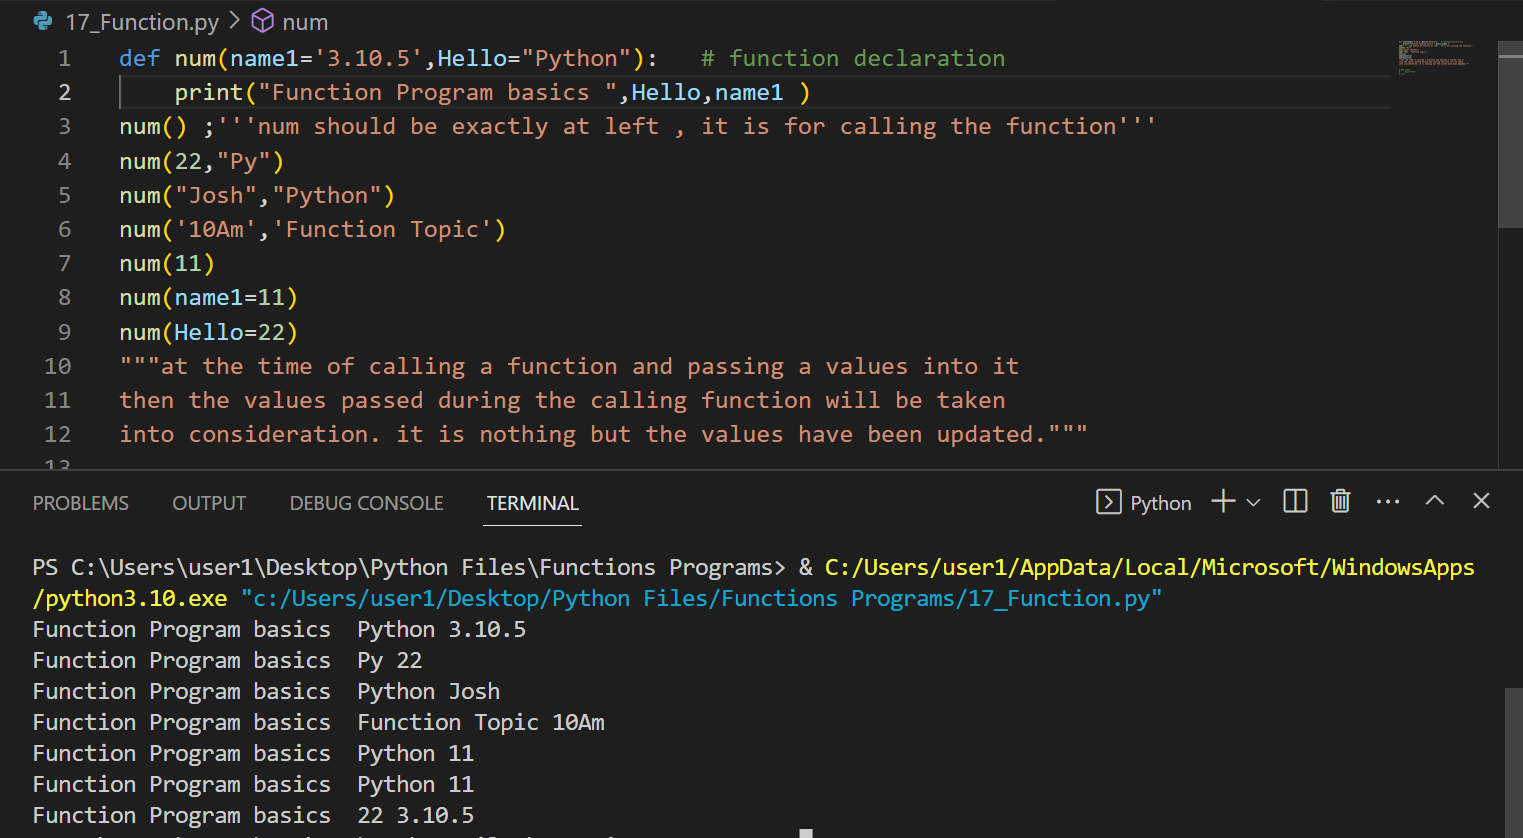 17_Function.py > num
1 def num(name1='3.10.5',Hello="Python"):   # function declaration
2     print("Function Program basics ",Hello,name1 )
3 num() ;'''num should be exactly at left , it is for calling the function'''
4 num(22,"Py")
5 num("Josh","Python")
6 num('10Am','Function Topic')
7 num(11)
8 num(name1=11)
9 num(Hello=22)
10 """at the time of calling a function and passing a values into it
11 then the values passed during the calling function will be taken
12 into consideration. it is nothing but the values have been updated."""
13
PROBLEMS OUTPUT DEBUG CONSOLE TERMINAL Python
PS C:\Users\user1\Desktop\Python Files\Functions Programs> & C:/Users/user1/AppData/Local/Microsoft/WindowsApps
/python3.10.exe "c:/Users/user1/Desktop/Python Files/Functions Programs/17_Function.py"
Function Program basics  Python 3.10.5
Function Program basics  Py 22
Function Program basics  Python Josh
Function Program basics  Function Topic 10Am
Function Program basics  Python 11
Function Program basics  Python 11
Function Program basics  22 3.10.5